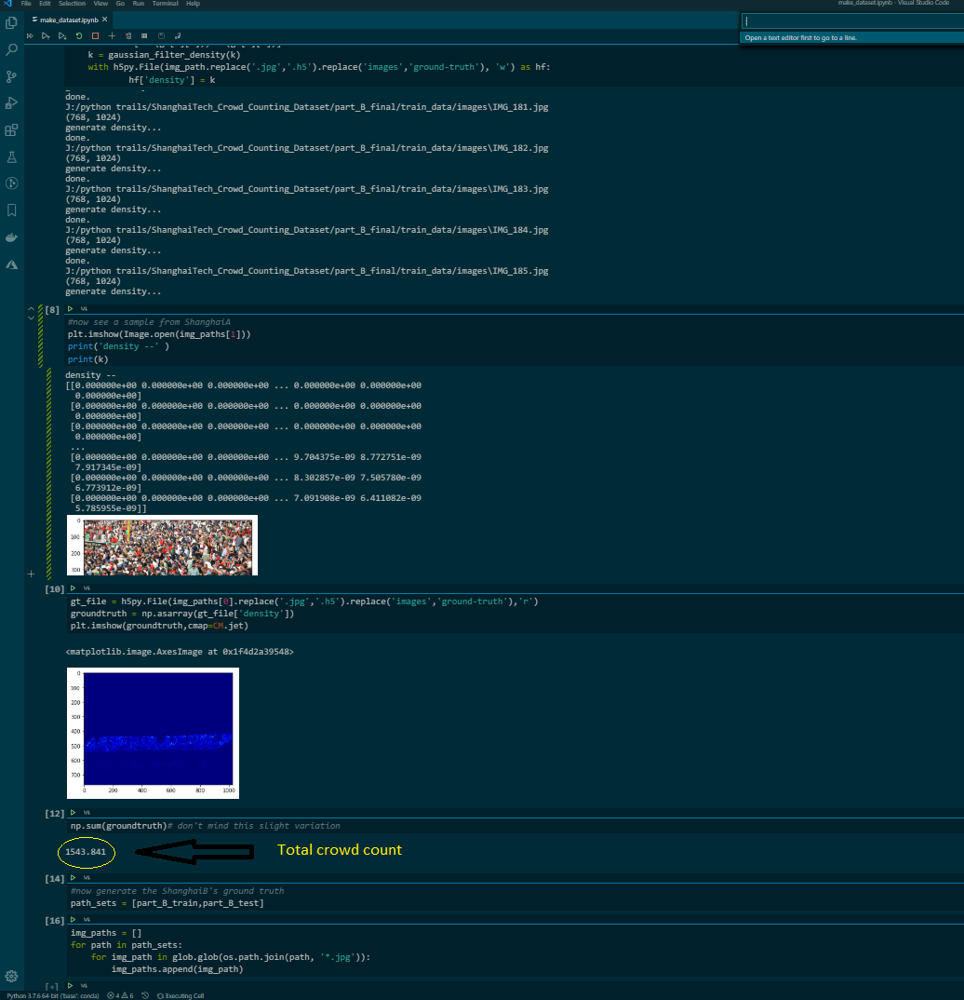 File Edit Selection View Go Run Terminal Help
make_dataset.ipynb - Visual Studio Code
make_dataset.ipynb ×
Open a text editor first to go to a line.
k = gaussian_filter_density(k)
with h5py.File(img_path.replace('.jpg','.h5').replace('images','ground-truth'), 'w') as hf:
hf['density'] = k
done.
J:/python trails/ShanghaiTech_Crowd_Counting_Dataset/part_B_final/train_data/images\IMG_181.jpg
(768, 1024)
generate density...
done.
J:/python trails/ShanghaiTech_Crowd_Counting_Dataset/part_B_final/train_data/images\IMG_182.jpg
(768, 1024)
generate density...
done.
J:/python trails/ShanghaiTech_Crowd_Counting_Dataset/part_B_final/train_data/images\IMG_183.jpg
(768, 1024)
generate density...
done.
J:/python trails/ShanghaiTech_Crowd_Counting_Dataset/part_B_final/train_data/images\IMG_184.jpg
(768, 1024)
generate density...
done.
J:/python trails/ShanghaiTech_Crowd_Counting_Dataset/part_B_final/train_data/images\IMG_185.jpg
(768, 1024)
generate density...
[8]
#now see a sample from ShanghaiA
plt.imshow(Image.open(img_paths[1]))
print('density --' )
print(k)
density --
[[0.000000e+00 0.000000e+00 0.000000e+00 ... 0.000000e+00 0.000000e+00
0.000000e+00]
[0.000000e+00 0.000000e+00 0.000000e+00 ... 0.000000e+00 0.000000e+00
0.000000e+00]
[0.000000e+00 0.000000e+00 0.000000e+00 ... 0.000000e+00 0.000000e+00
0.000000e+00]
...
[0.000000e+00 0.000000e+00 0.000000e+00 ... 9.704375e-09 8.772751e-09
7.917345e-09]
[0.000000e+00 0.000000e+00 0.000000e+00 ... 8.302857e-09 7.505780e-09
6.773912e-09]
[0.000000e+00 0.000000e+00 0.000000e+00 ... 7.091908e-09 6.411082e-09
5.785955e-09]]
0
100
200
300
[10]
gt_file = h5py.File(img_paths[0].replace('.jpg','.h5').replace('images','ground-truth'),'r')
groundtruth = np.asarray(gt_file['density'])
plt.imshow(groundtruth,cmap=CM.jet)
<matplotlib.image.AxesImage at 0x1f4d2a39548>
0
100
200
300
400
500
600
700
0 200 400 600 800 1000
[12]
np.sum(groundtruth)# don't mind this slight variation
1543.841
Total crowd count
[14]
#now generate the ShanghaiB's ground truth
path_sets = [part_B_train,part_B_test]
[16]
img_paths = []
for path in path_sets:
for img_path in glob.glob(os.path.join(path, '*.jpg')):
img_paths.append(img_path)
[*]
Python 3.7.6 64-bit ('base': conda) 4 6 Executing Cell